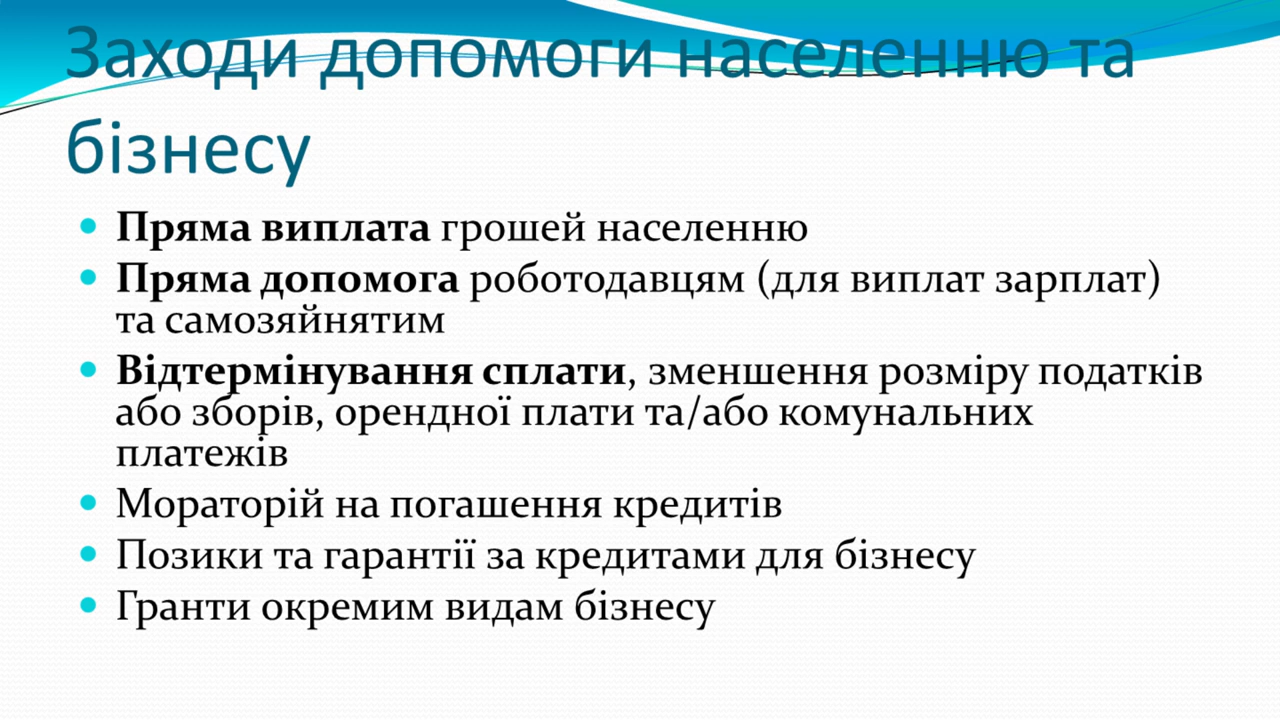 Заходи допомоги населенню та
бізнесу
Пряма виплата грошей населенню
Пряма допомога роботодавцям (для виплат зарплат)
та самозяйнятим
Відтермінування сплати, зменшення розміру податків
або зборів, орендної плати та/або комунальних
платежів
Мораторій на погашення кредитів
Позики та гарантії за кредитами для бізнесу
Гранти окремим видам бізнесу